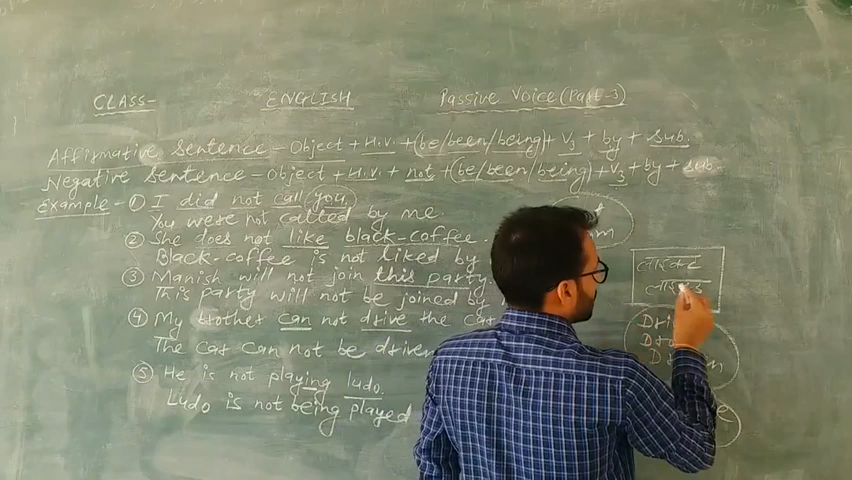 CLASS- ENGLISH Passive Voice (Part-3)
Affirmative Sentence - Object + H.V. + (be/been/being) + V3 + by + sub.
Negative Sentence - Object + H.V. + not + (be/been/being) + V3 + by + sub.
Example - ① I did not call you.
You were not called by me.
② She does not like black-coffee.
Black-coffee is not liked by
③ Manish will not join this party.
This party will not be joined by
④ My brother can not drive the
The car can not be driven
⑤ He is not playing ludo.
Ludo is not being played